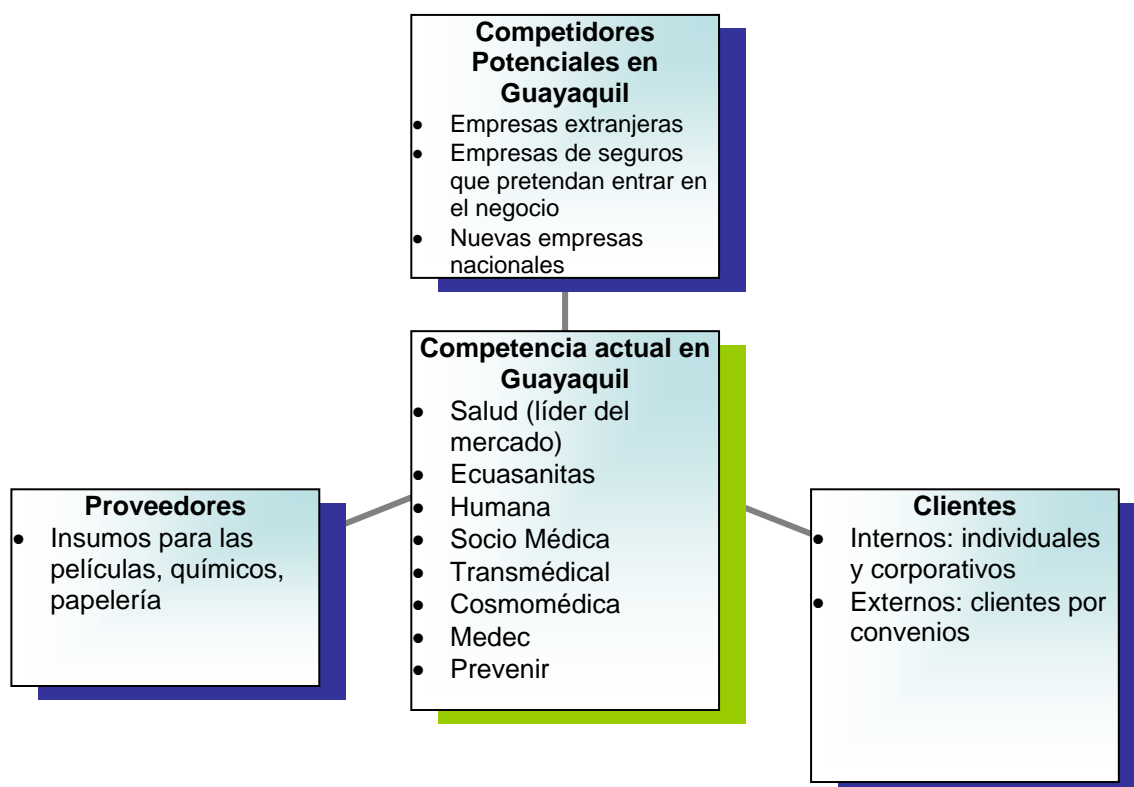 Competidores
Potenciales en
Guayaquil
• Empresas extranjeras
• Empresas de seguros
que pretendan entrar en
el negocio
• Nuevas empresas
nacionales
Competencia actual en
Guayaquil
• Salud (líder del
mercado)
• Ecuasanitas
• Humana
• Socio Médica
• Transmédical
• Cosmomédica
• Medec
• Prevenir
Proveedores
• Insumos para las
películas, químicos,
papelería
Clientes
• Internos: individuales
y corporativos
• Externos: clientes por
convenios